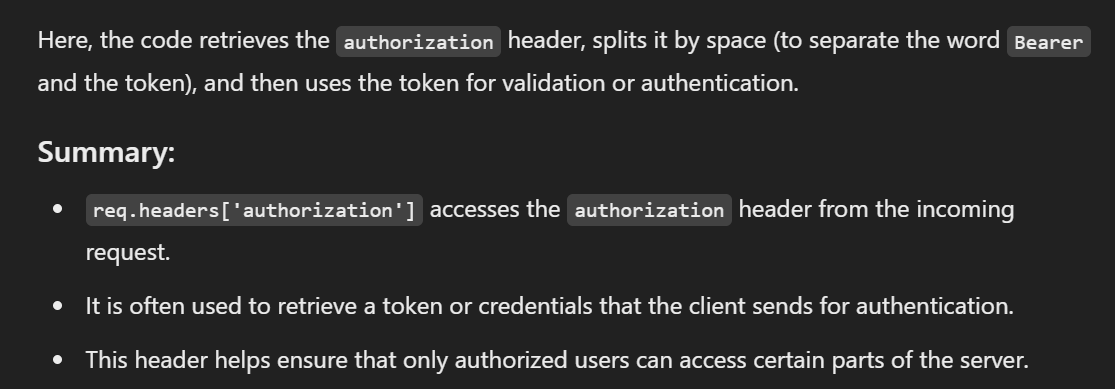 Here, the code retrieves the authorization header, splits it by space (to separate the word Bearer
and the token), and then uses the token for validation or authentication.
Summary:
• req.headers['authorization'] accesses the authorization header from the incoming
request.
• It is often used to retrieve a token or credentials that the client sends for authentication.
• This header helps ensure that only authorized users can access certain parts of the server.